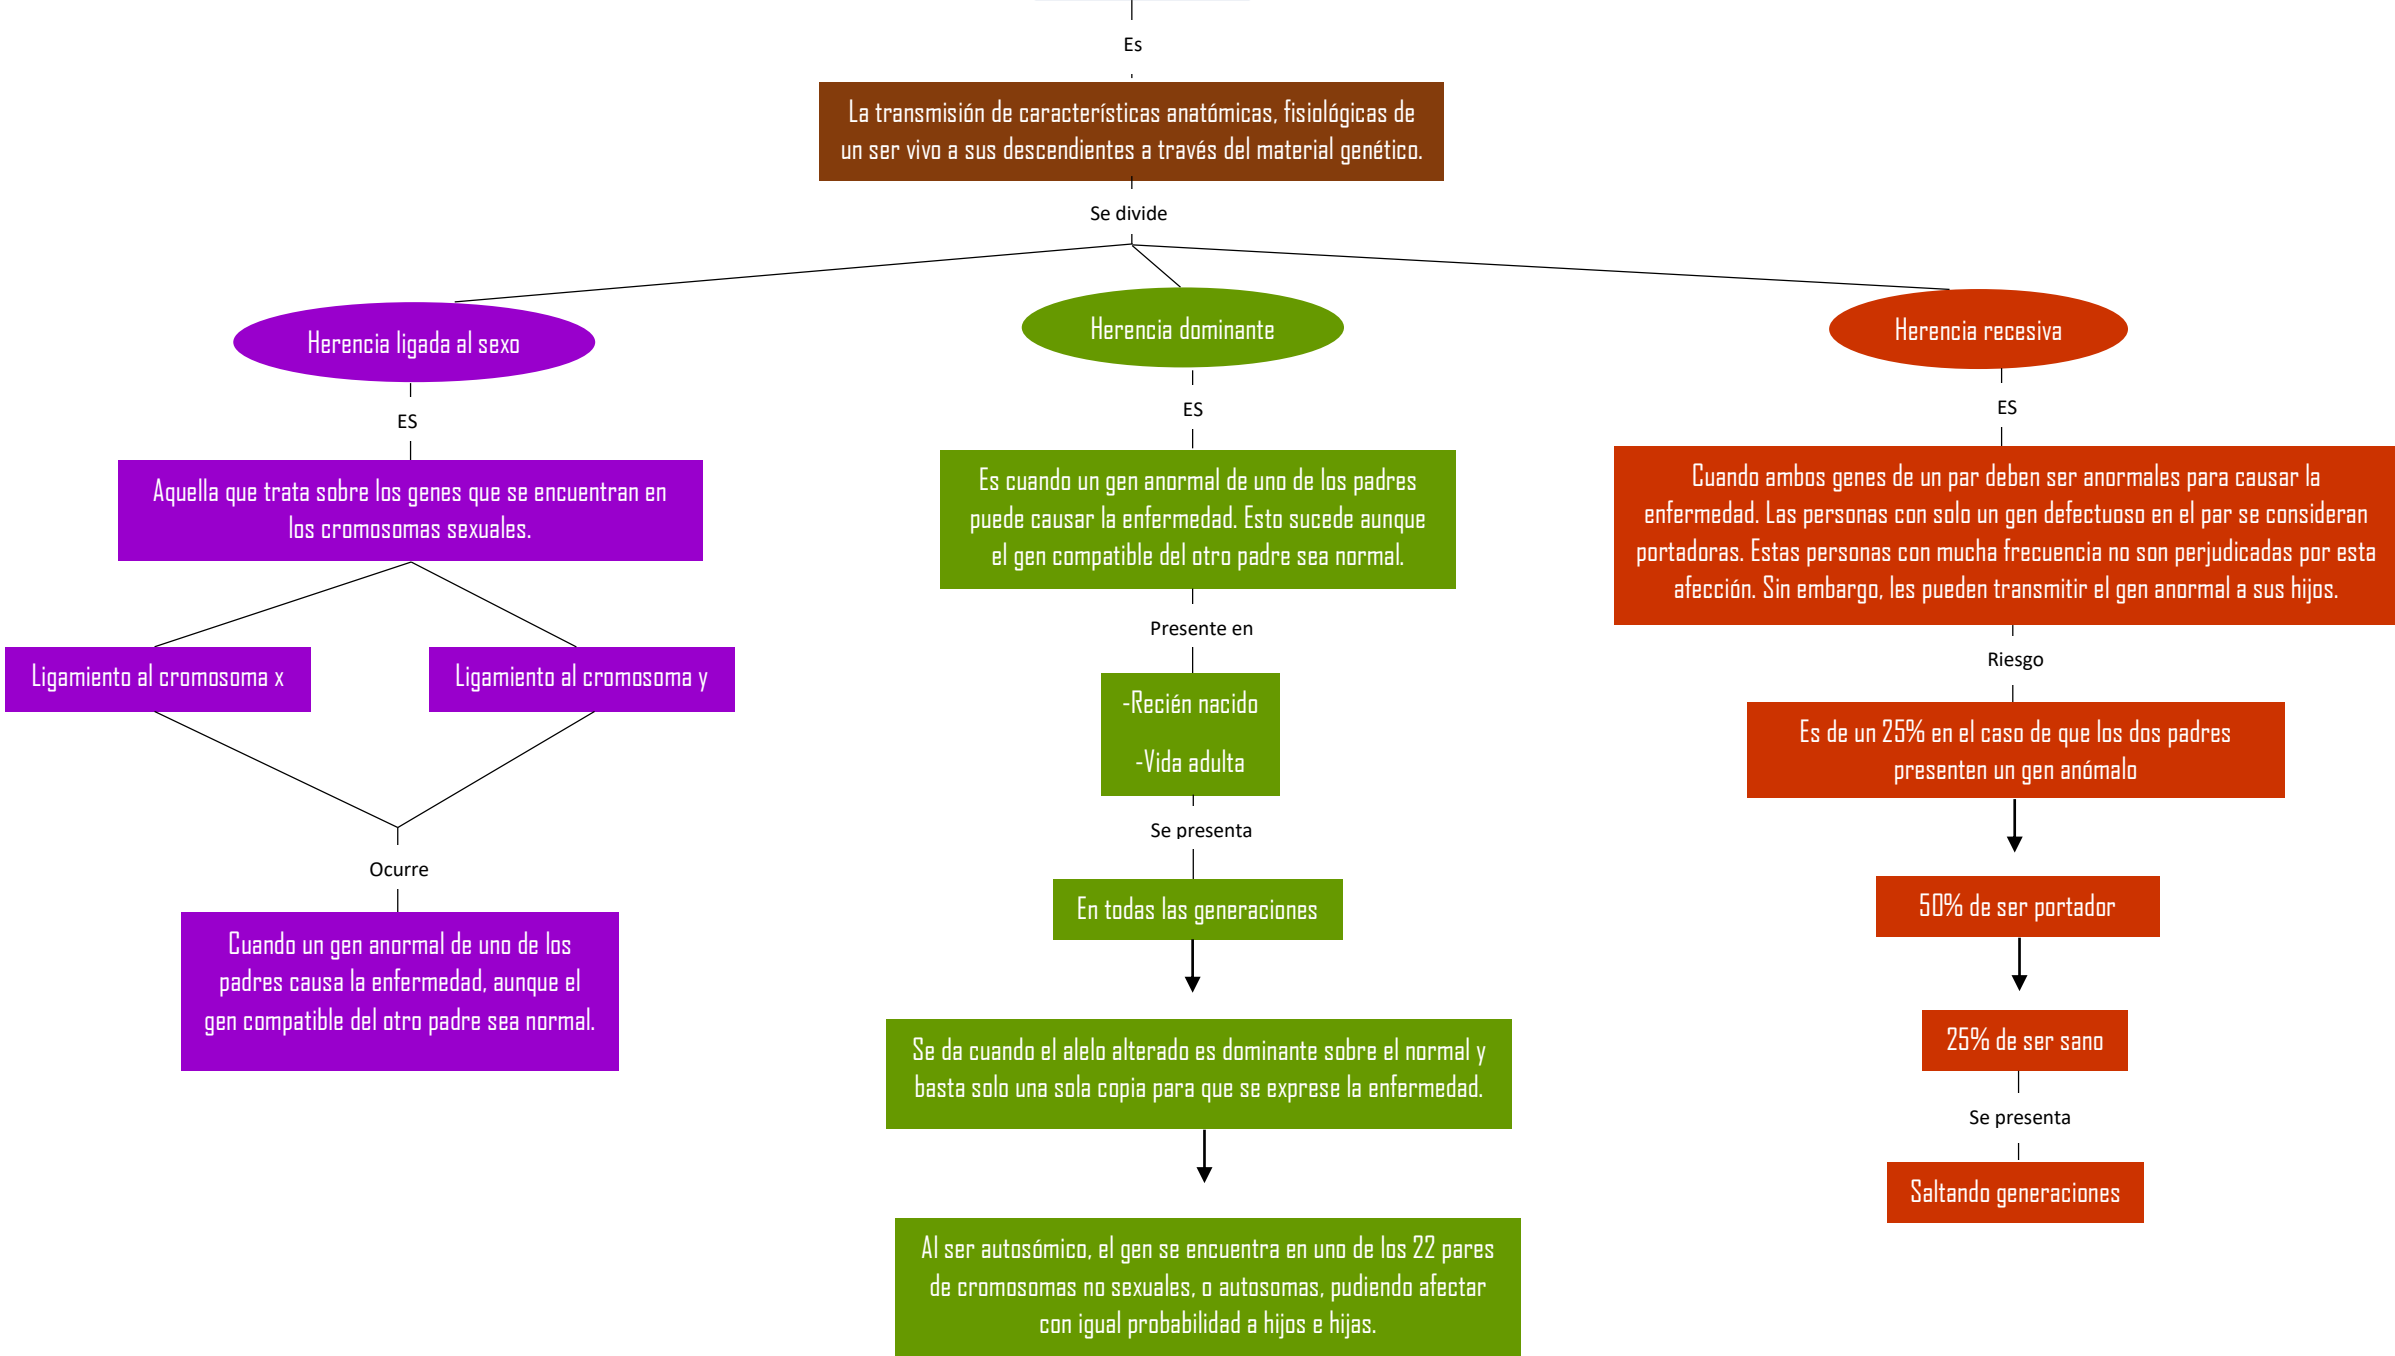 Es
La transmisión de características anatómicas, fisiológicas de
un ser vivo a sus descendientes a través del material genético.
Se divide
Herencia ligada al sexo
ES
Aquella que trata sobre los genes que se encuentran en
los cromosomas sexuales.
Ligamiento al cromosoma x
Ligamiento al cromosoma y
Ocurre
Cuando un gen anormal de uno de los
padres causa la enfermedad, aunque el
gen compatible del otro padre sea normal.
Herencia dominante
ES
Es cuando un gen anormal de uno de los padres
puede causar la enfermedad. Esto sucede aunque
el gen compatible del otro padre sea normal.
Presente en
-Recién nacido
-Vida adulta
Se presenta
En todas las generaciones
Se da cuando el alelo alterado es dominante sobre el normal y
basta solo una sola copia para que se exprese la enfermedad.
Al ser autosómico, el gen se encuentra en uno de los 22 pares
de cromosomas no sexuales, o autosomas, pudiendo afectar
con igual probabilidad a hijos e hijas.
Herencia recesiva
ES
Cuando ambos genes de un par deben ser anormales para causar la
enfermedad. Las personas con solo un gen defectuoso en el par se consideran
portadoras. Estas personas con mucha frecuencia no son perjudicadas por esta
afección. Sin embargo, les pueden transmitir el gen anormal a sus hijos.
Riesgo
Es de un 25% en el caso de que los dos padres
presenten un gen anómalo
50% de ser portador
25% de ser sano
Se presenta
Saltando generaciones